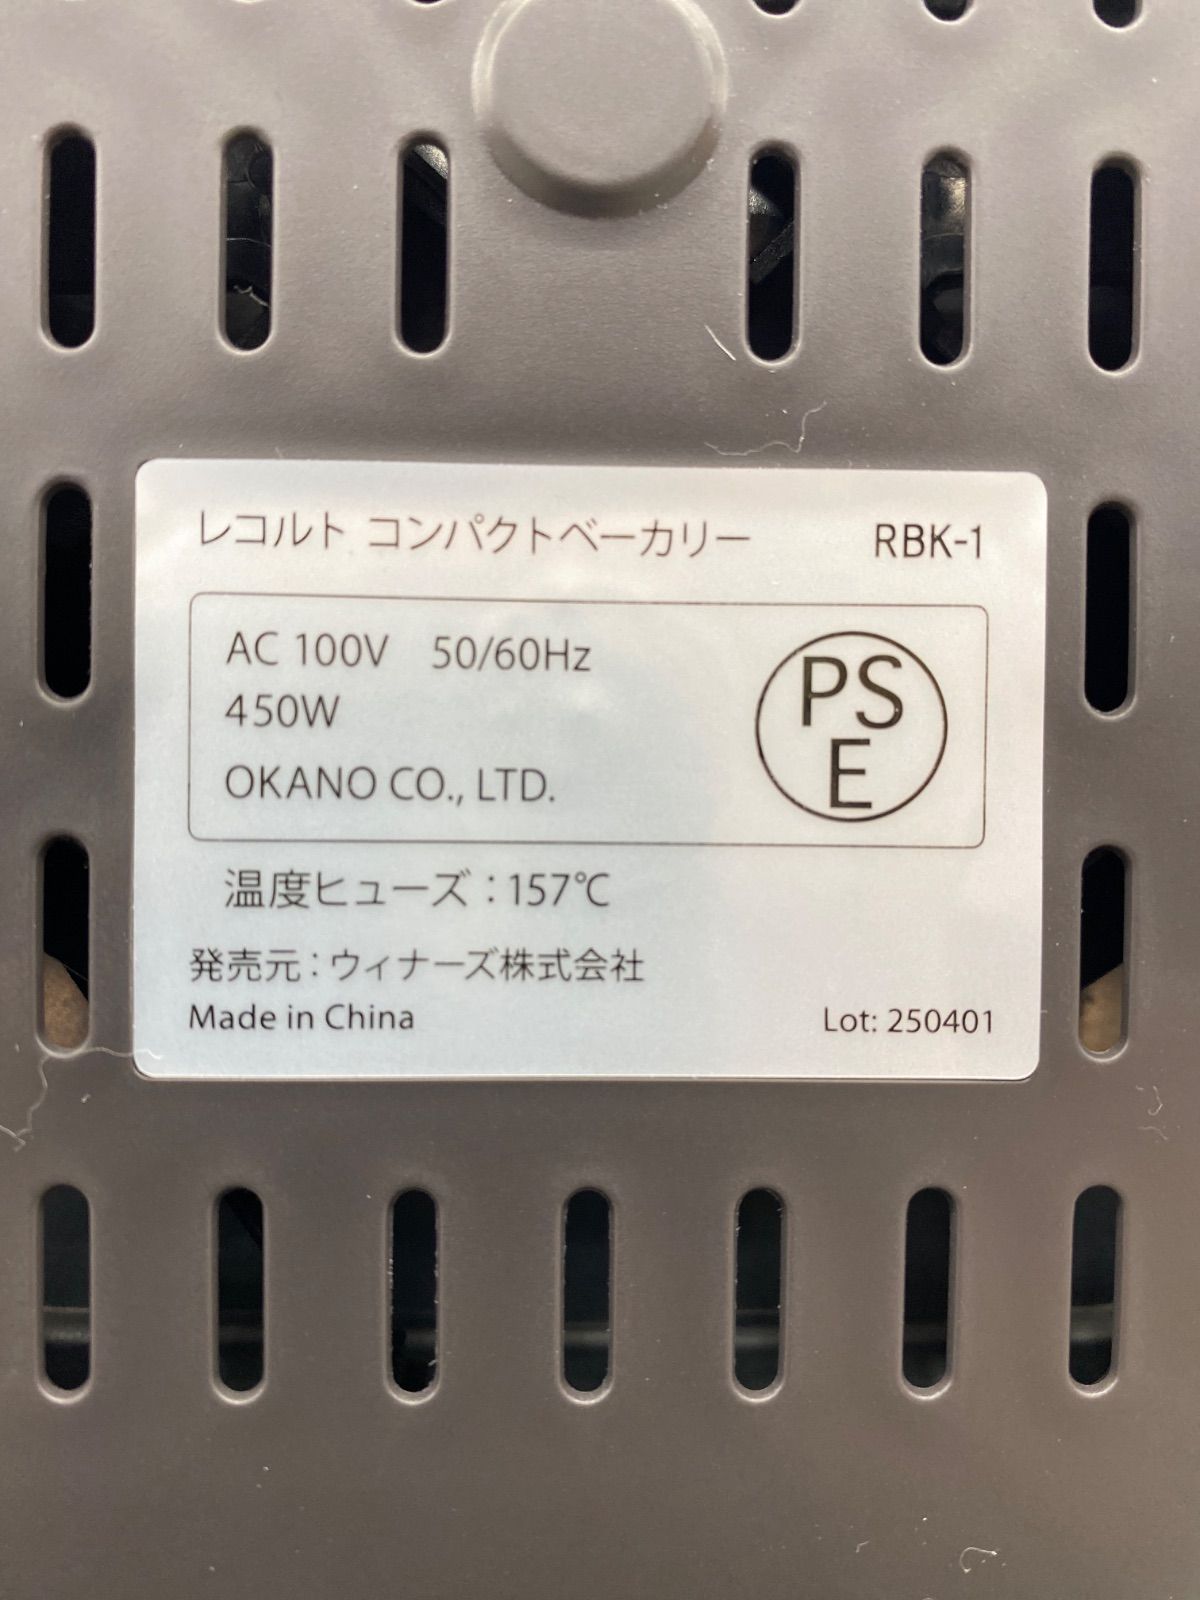 レコルト コンパクトベーカリー RBK-1
AC 100V 50/60Hz
450W
OKANO CO., LTD.
PS
E
温度ヒューズ：157℃
発売元：ウィナーズ株式会社
Made in China Lot: 250401